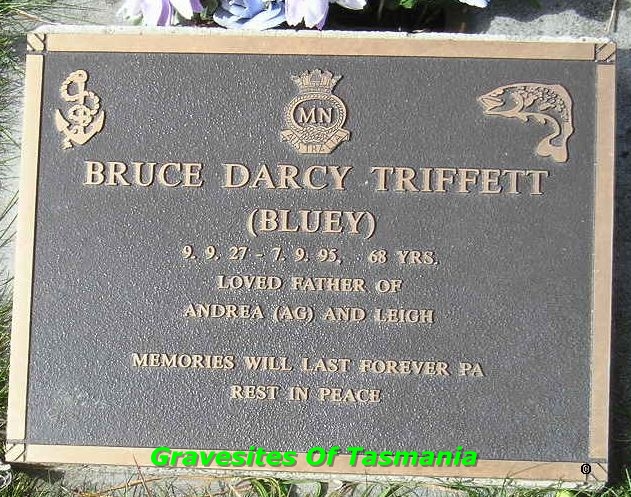 MN
AUSTRALIA
BRUCE DARCY TRIFFETT
(BLUEY)
9. 9. 27 - 7. 9. 95, 68 YRS.
LOVED FATHER OF
ANDREA (AG) AND LEIGH
MEMORIES WILL LAST FOREVER PA
REST IN PEACE
Gravesites Of Tasmania